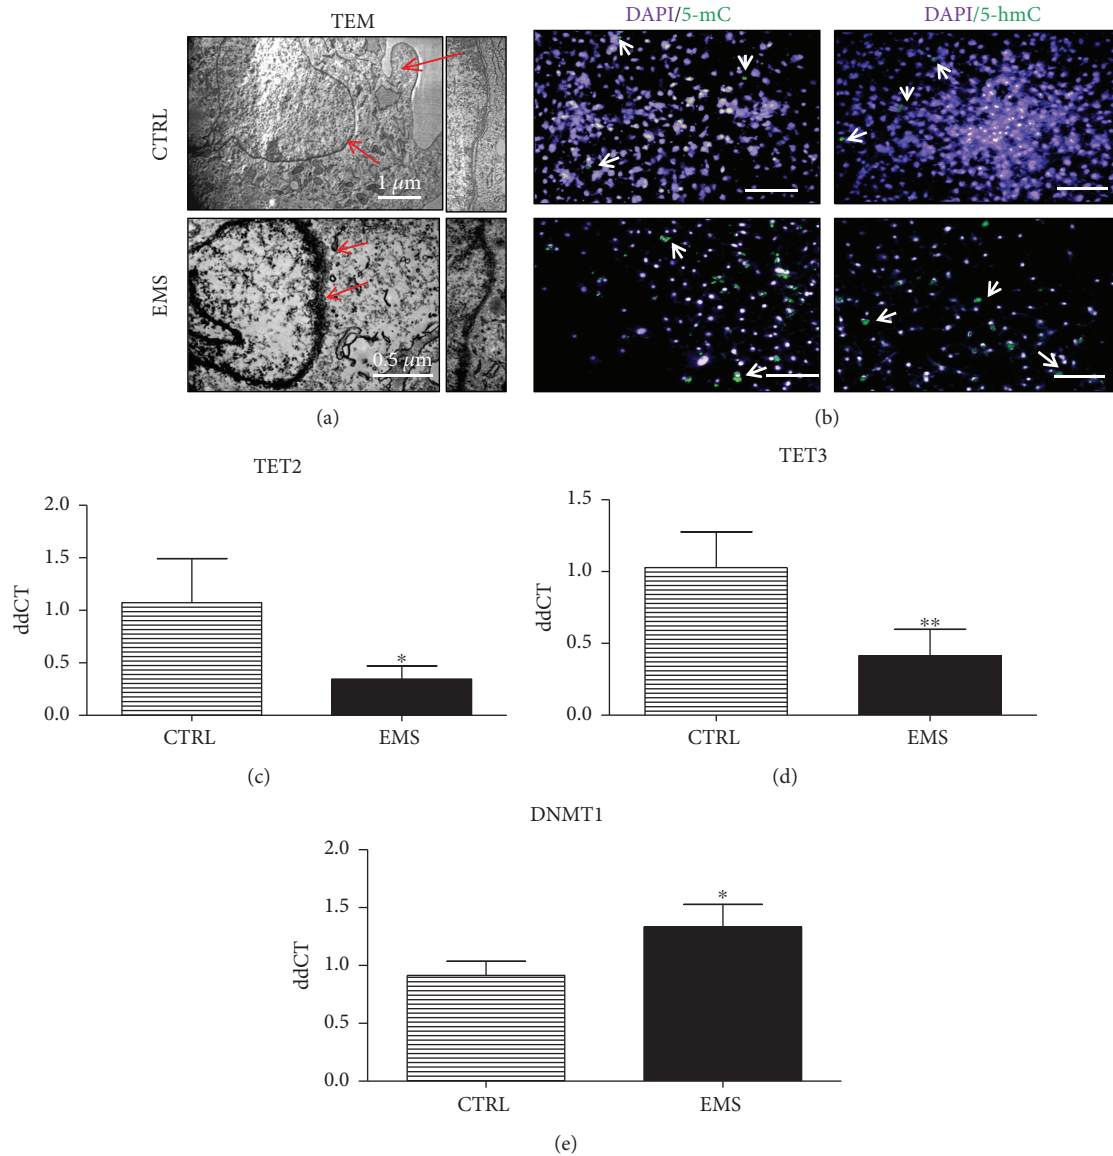 TEM
DAPI/5-mC
DAPI/5-hmC
CTRL
1 μm
EMS
0.5 μm
(a)
(b)
TET2
2.0
1.5
1.0
0.5
0.0
ddCT
*
CTRL
EMS
(c)
TET3
1.5
1.0
0.5
0.0
ddCT
**
CTRL
EMS
(d)
DNMT1
2.0
1.5
1.0
0.5
0.0
ddCT
*
CTRL
EMS
(e)